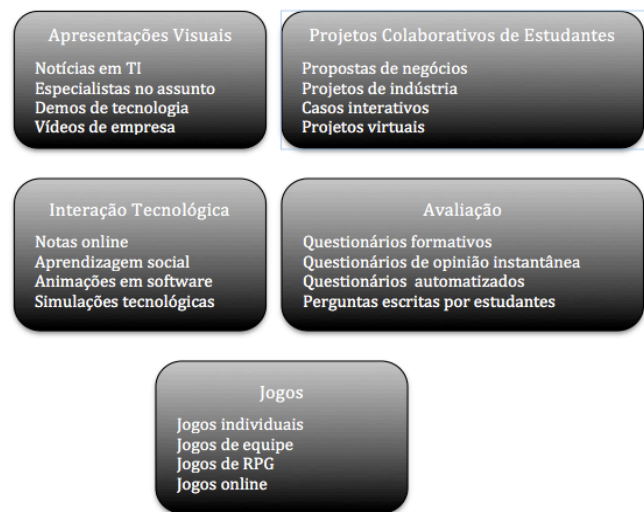 Apresentações Visuais
Notícias em TI
Especialistas no assunto
Demos de tecnologia
Vídeos de empresa
Projetos Colaborativos de Estudantes
Propostas de negócios
Projetos de indústria
Casos interativos
Projetos virtuais
Interação Tecnológica
Notas online
Aprendizagem social
Animações em software
Simulações tecnológicas
Avaliação
Questionários formativos
Questionários de opinião instantânea
Questionários automatizados
Perguntas escritas por estudantes
Jogos
Jogos individuais
Jogos de equipe
Jogos de RPG
Jogos online